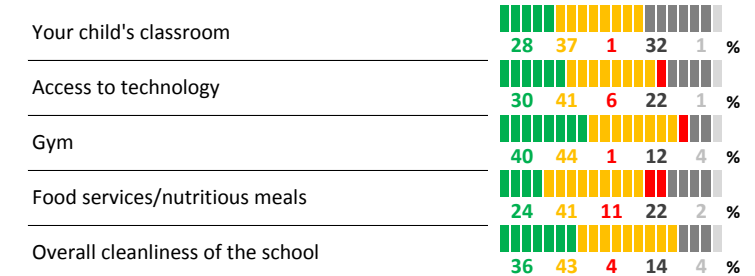 Your child's classroom
28 37 1 32 1 %
Access to technology
30 41 6 22 1 %
Gym
40 44 1 12 4 %
Food services/nutritious meals
24 41 11 22 2 %
Overall cleanliness of the school
36 43 4 14 4 %